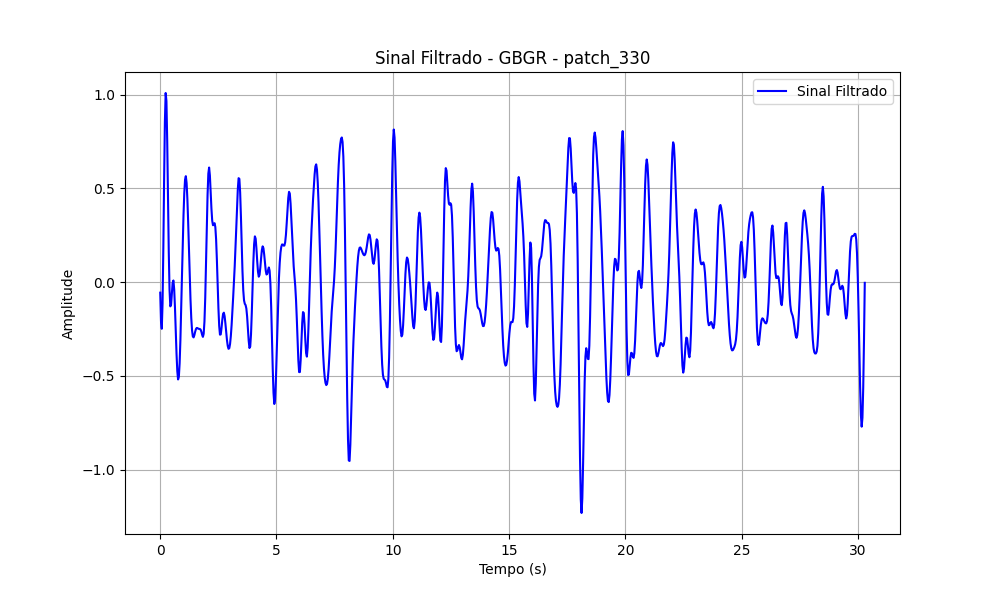 Sinal Filtrado - GBGR - patch_330
Sinal Filtrado
1.0
0.5
0.0
−0.5
−1.0
Amplitude
0 5 10 15 20 25 30
Tempo (s)